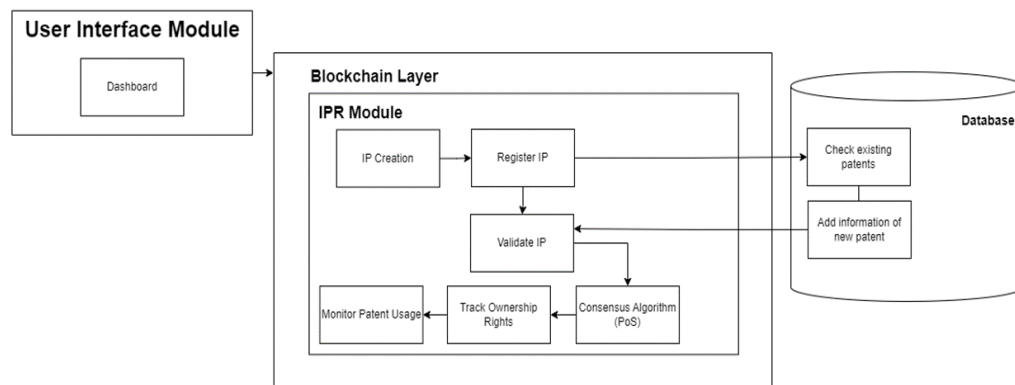 User Interface Module
Dashboard
Blockchain Layer
IPR Module
IP Creation
Register IP
Validate IP
Monitor Patent Usage
Track Ownership
Rights
Consensus Algorithm
(PoS)
Database
Check existing
patents
Add information of
new patent